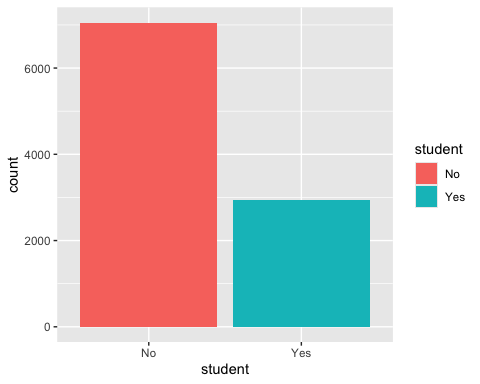 count
6000
4000
2000
0
No
Yes
student
student
No
Yes